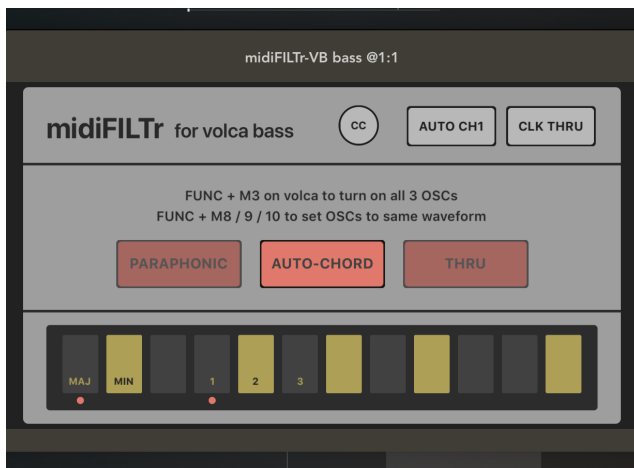 midiFILTr-VB bass @1:1
midiFILTr for volca bass
CC
AUTO CH1
CLK THRU
FUNC + M3 on volca to turn on all 3 OSCs
FUNC + M8 / 9 / 10 to set OSCs to same waveform
PARAPHONIC
AUTO-CHORD
THRU
MAJ MIN 1 2 3